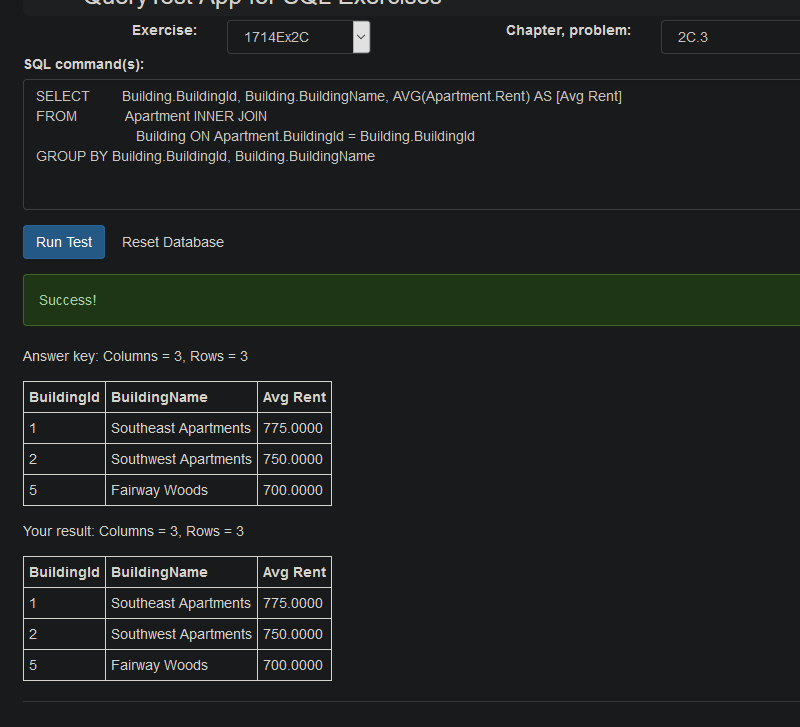 QueryTest App for SQL Exercises
Exercise: 1714Ex2C Chapter, problem: 2C.3
SQL command(s):
SELECT Building.BuildingId, Building.BuildingName, AVG(Apartment.Rent) AS [Avg Rent]
FROM Apartment INNER JOIN
Building ON Apartment.BuildingId = Building.BuildingId
GROUP BY Building.BuildingId, Building.BuildingName
Run Test Reset Database
Success!
Answer key: Columns = 3, Rows = 3
BuildingId BuildingName Avg Rent
1 Southeast Apartments 775.0000
2 Southwest Apartments 750.0000
5 Fairway Woods 700.0000
Your result: Columns = 3, Rows = 3
BuildingId BuildingName Avg Rent
1 Southeast Apartments 775.0000
2 Southwest Apartments 750.0000
5 Fairway Woods 700.0000